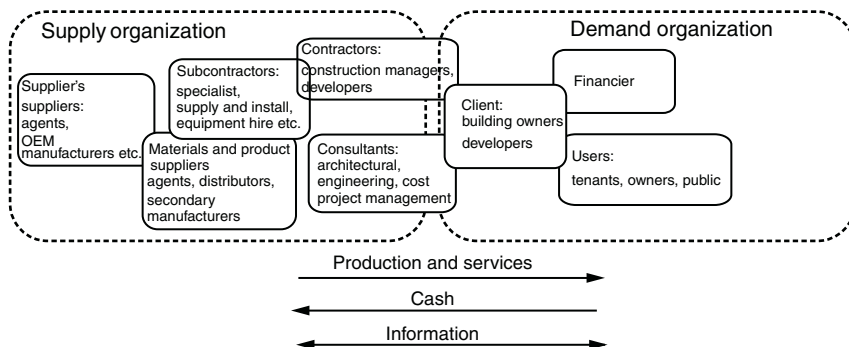 Supply organization
Demand organization
Contractors:
construction managers,
developers
Subcontractors:
specialist,
supply and install,
equipment hire etc.
Supplier's
suppliers:
agents,
OEM
manufacturers etc.
Materials and product
suppliers
agents, distributors,
secondary
manufacturers
Consultants:
architectural,
engineering, cost
project management
Client:
building owners
developers
Financier
Users:
tenants, owners, public
Production and services
Cash
Information